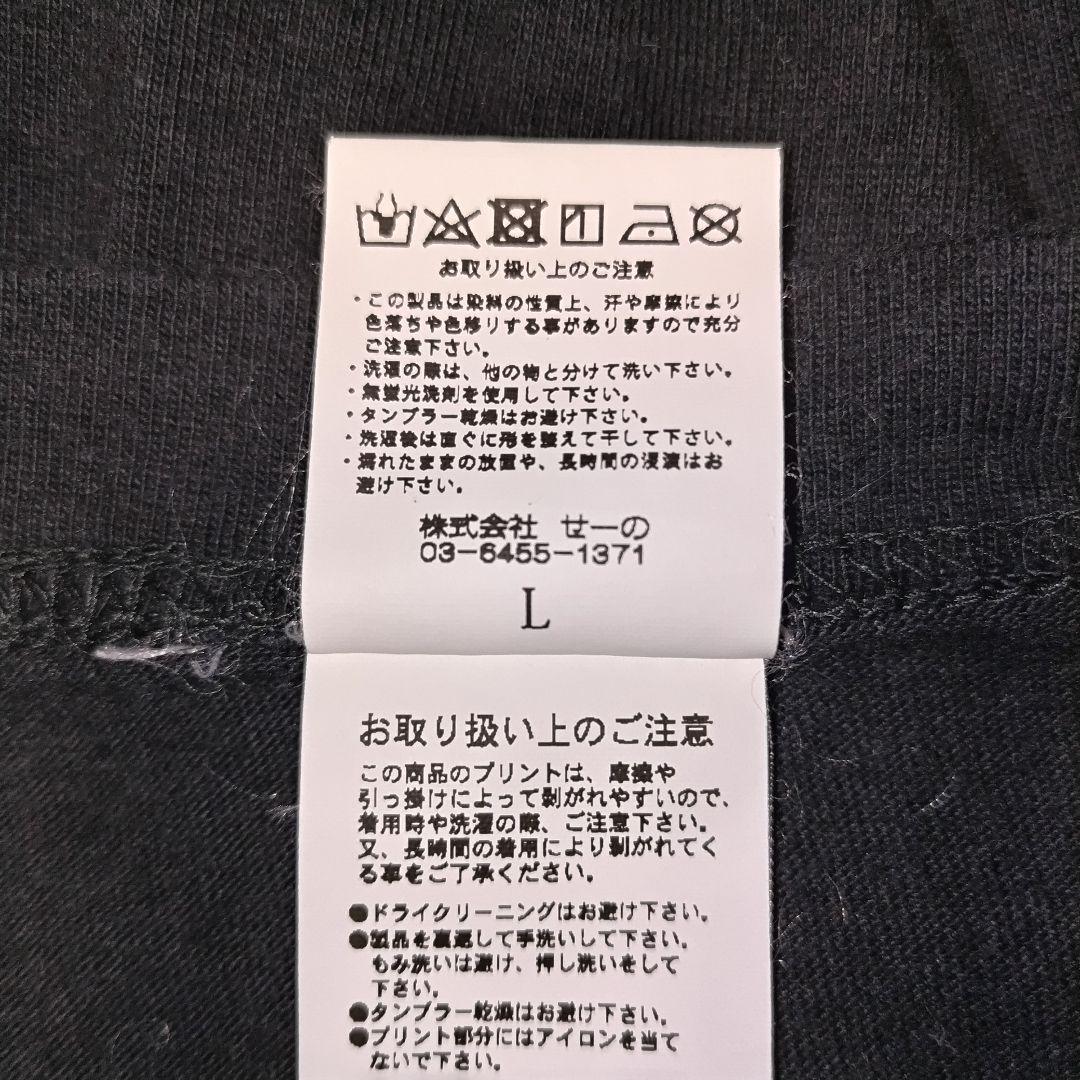 お取り扱い上のご注意
・この製品は染料の性質上、汗や摩擦により
色落ちや色移りする事がありますので充分
ご注意下さい。
・洗濯の際は、他の物と分けて洗い下さい。
・無蛍光洗剤を使用して下さい。
・タンブラー乾燥はお避け下さい。
・洗濯後は直ぐに形を整えて干して下さい。
・濡れたままの放置や、長時間の浸漬はお
避け下さい。
株式会社 せーの
03-6455-1371
L
お取り扱い上のご注意
この商品のプリントは、摩擦や
引っ掛けによって剥がれやすいので、
着用時や洗濯の際、ご注意下さい。
又、長時間の着用により剥がれてく
る事をご了承ください。
●ドライクリーニングはお避け下さい。
●製品を裏返して手洗いして下さい。
もみ洗いは避け、押し洗いをして
下さい。
●タンブラー乾燥はお避け下さい。
●プリント部分にはアイロンを当て
ないで下さい。